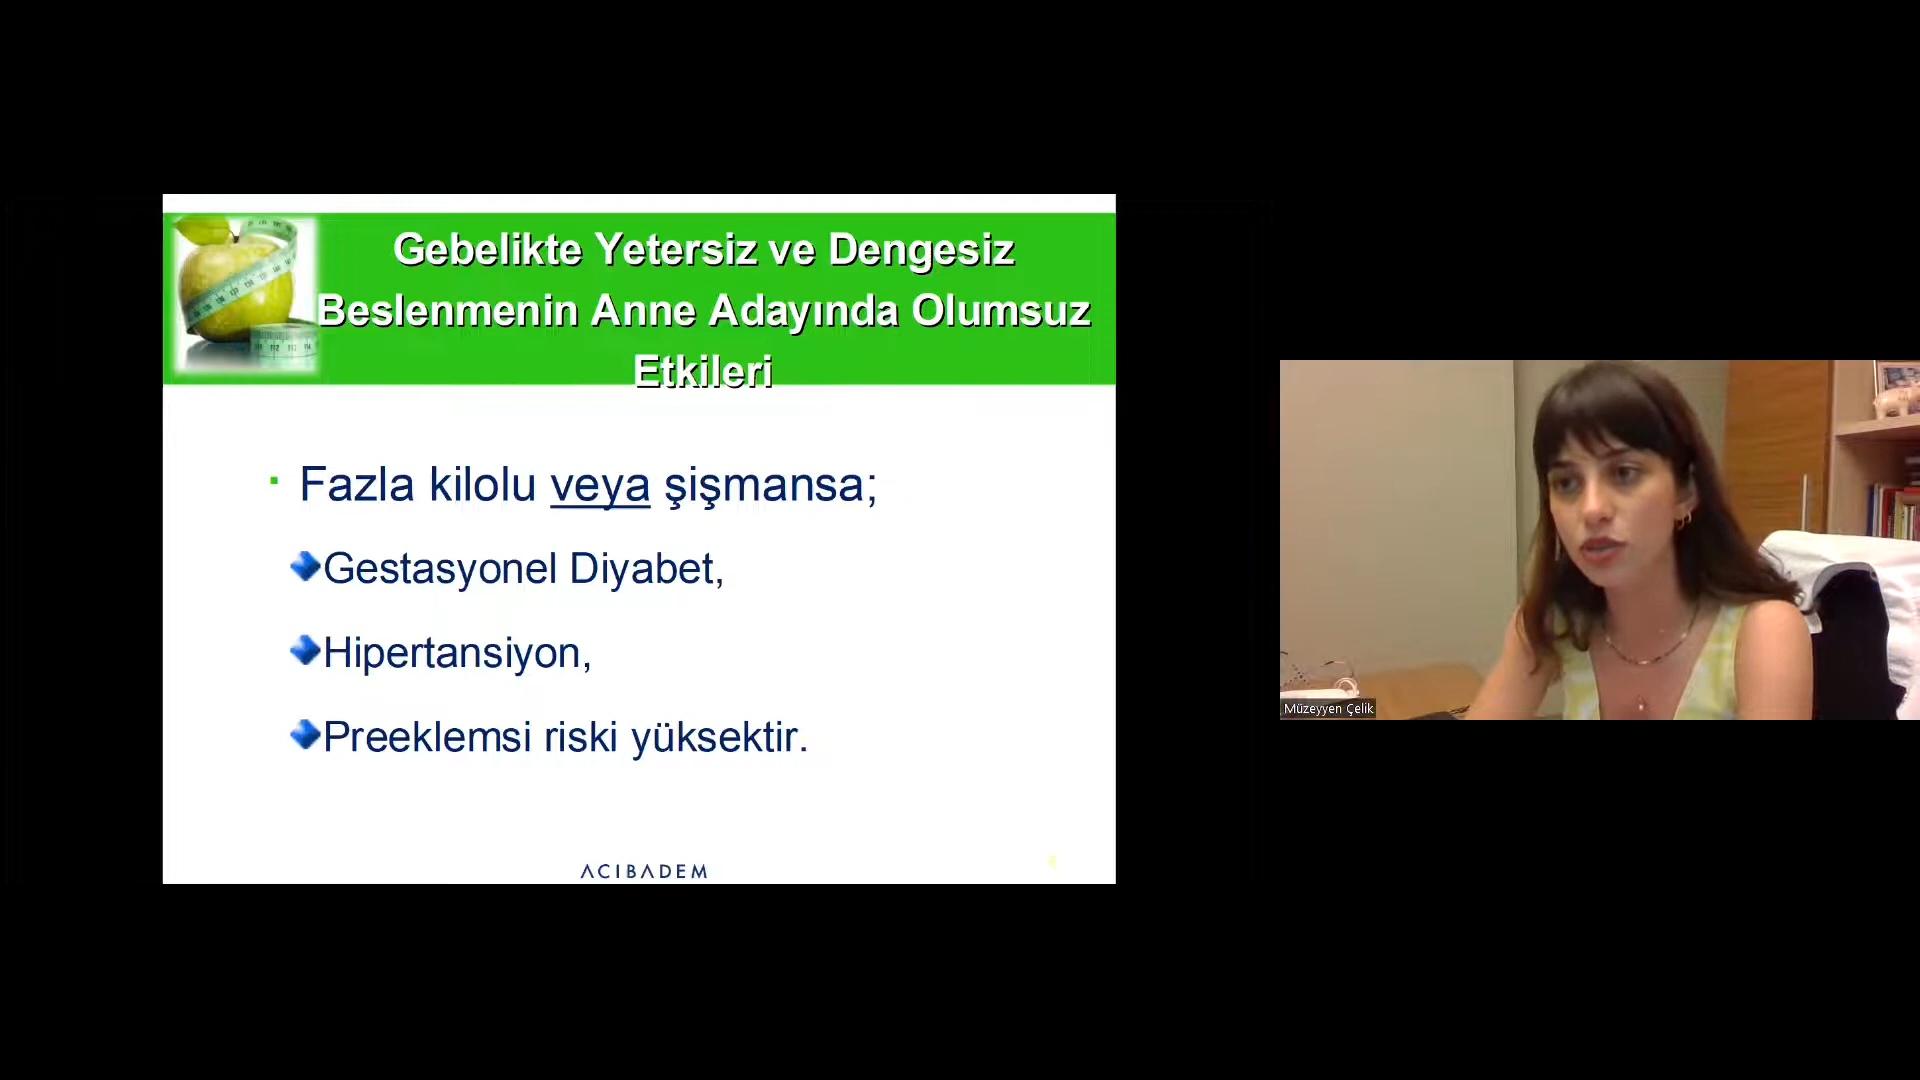 Gebelikte Yetersiz ve Dengesiz
Beslenmenin Anne Adayında Olumsuz
Etkileri
Fazla kilolu veya şişmansa;
Gestasyonel Diyabet,
Hipertansiyon,
Preeklemsi riski yüksektir.
ACIBADEM
Müzeyyen Çelik